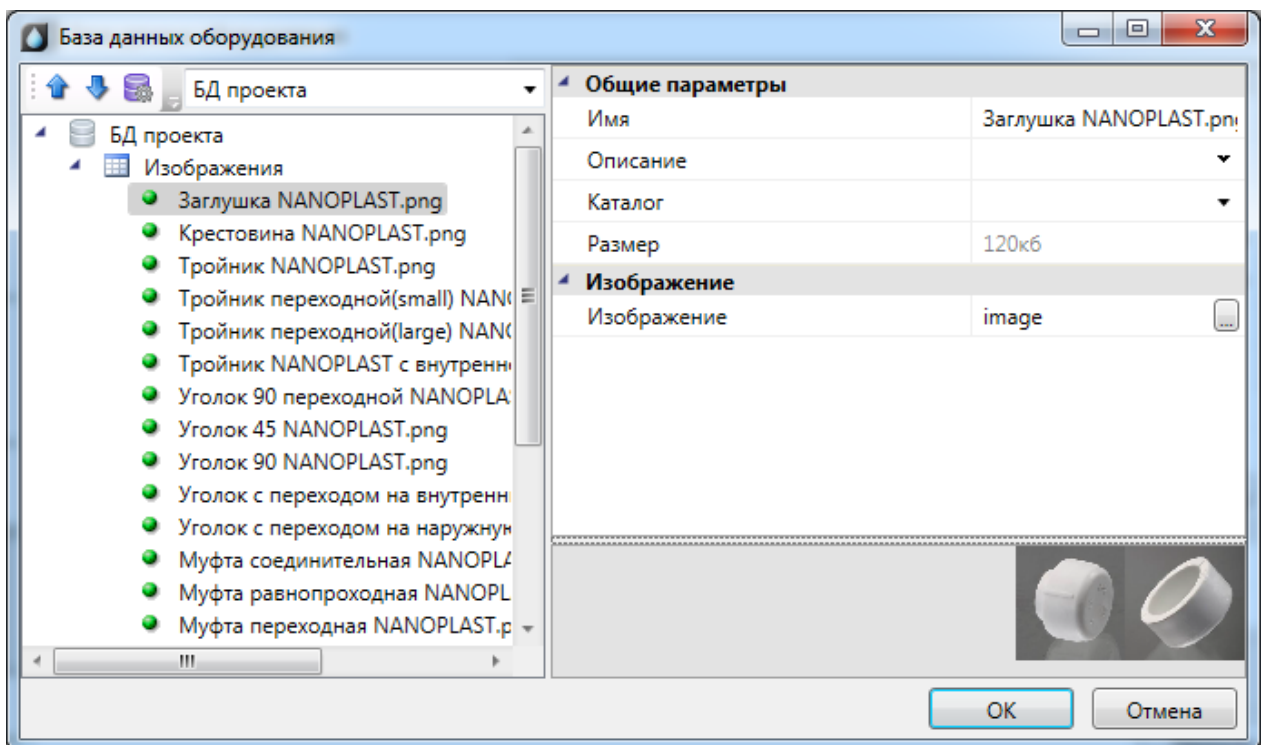 База данных оборудования
БД проекта
БД проекта
Изображения
Заглушка NANOPLAST.png
Крестовина NANOPLAST.png
Тройник NANOPLAST.png
Тройник переходной(small) NAN
Тройник переходной(large) NAN
Тройник NANOPLAST с внутренн
Уголок 90 переходной NANOPLA
Уголок 45 NANOPLAST.png
Уголок 90 NANOPLAST.png
Уголок с переходом на внутренн
Уголок с переходом на наружну
Муфта соединительная NANOPLA
Муфта равнопроходная NANOPL
Муфта переходная NANOPLAST.p
Общие параметры
Имя Заглушка NANOPLAST.pn
Описание
Каталог
Размер 120кб
Изображение
Изображение image ...
OK Отмена